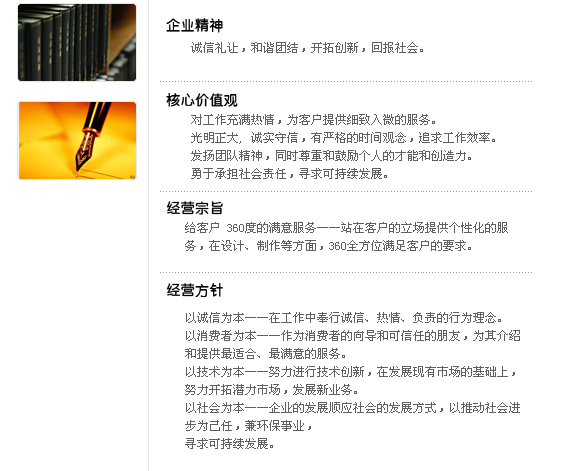 企业精神
诚信礼让，和谐团结，开拓创新，回报社会。
核心价值观
对工作充满热情，为客户提供细致入微的服务。
光明正大, 诚实守信，有严格的时间观念，追求工作效率。
发扬团队精神，同时尊重和鼓励个人的才能和创造力。
勇于承担社会责任，寻求可持续发展。
经营宗旨
给客户 360度的满意服务一一站在客户的立场提供个性化的服
务，在设计、制作等方面，360全方位满足客户的要求。
经营方针
以诚信为本一一在工作中奉行诚信、热情、负责的行为理念。
以消费者为本一一作为消费者的向导和可信任的朋友，为其介绍
和提供最适合、最满意的服务。
以技术为本一一努力进行技术创新，在发展现有市场的基础上，
努力开拓潜力市场，发展新业务。
以社会为本一一企业的发展顺应社会的发展方式，以推动社会进
步为己任，兼环保事业，
寻求可持续发展。